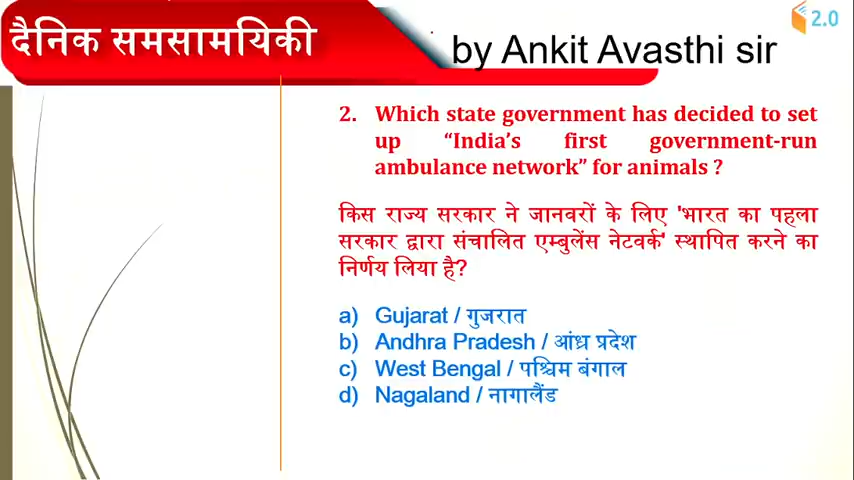 दैनिक समसामयिकी
by Ankit Avasthi sir
2.0
2. Which state government has decided to set
up “India’s first government-run
ambulance network” for animals ?
किस राज्य सरकार ने जानवरों के लिए 'भारत का पहला
सरकार द्वारा संचालित एम्बुलेंस नेटवर्क' स्थापित करने का
निर्णय लिया है?
a) Gujarat / गुजरात
b) Andhra Pradesh / आंध्र प्रदेश
c) West Bengal / पश्चिम बंगाल
d) Nagaland / नागालैंड